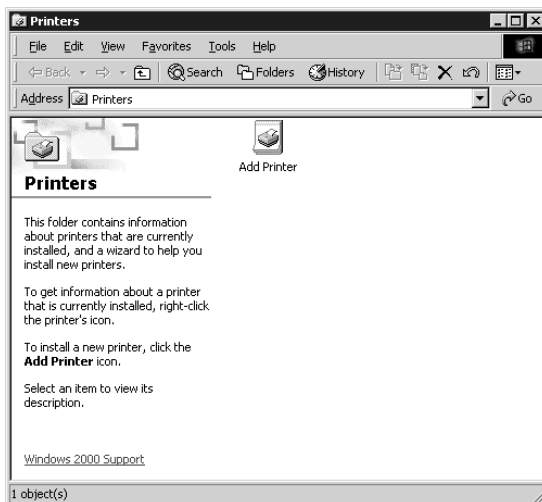 Printers
File Edit View Favorites Tools Help
Back Search Folders History
Address Printers Go
Add Printer
Printers
This folder contains information
about printers that are currently
installed, and a wizard to help you
install new printers.
To get information about a printer
that is currently installed, right-click
the printer's icon.
To install a new printer, click the
Add Printer icon.
Select an item to view its
description.
Windows 2000 Support
1 object(s)